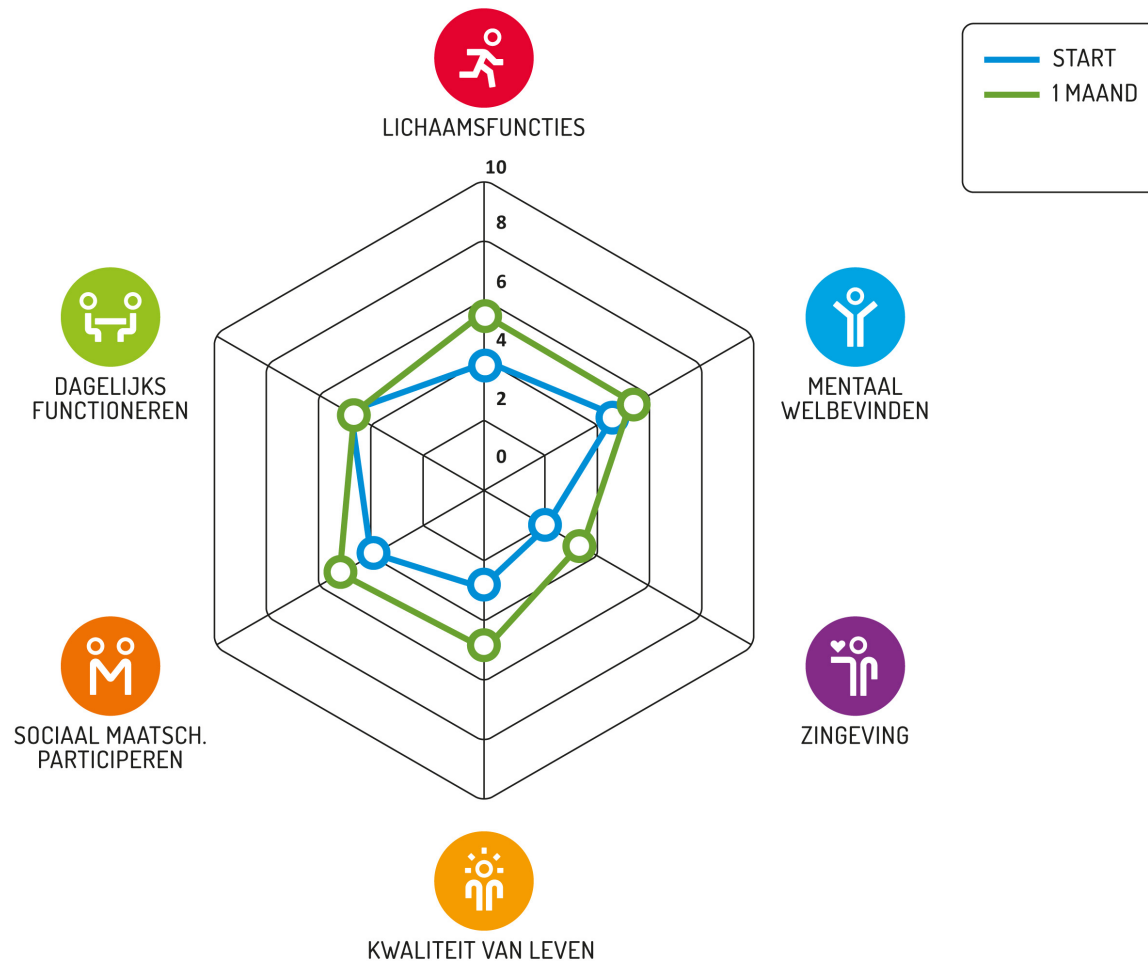 START
1 MAAND
LICHAAMSFUNCTIES
10
8
6
4
2
0
DAGELIJKS
FUNCTIONEREN
MENTAAL
WELBEVINDEN
SOCIAAL MAATSCH.
PARTICIPEREN
ZINGEVING
KWALITEIT VAN LEVEN